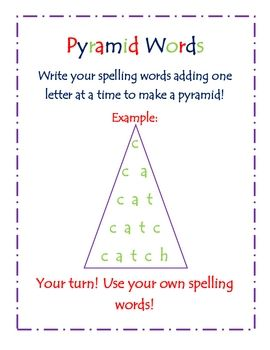 Pyramid Words
Write your spelling words adding one
letter at a time to make a pyramid!
Example:
c
c a
c a t
c a t c
c a t c h
Your turn! Use your own spelling
words!